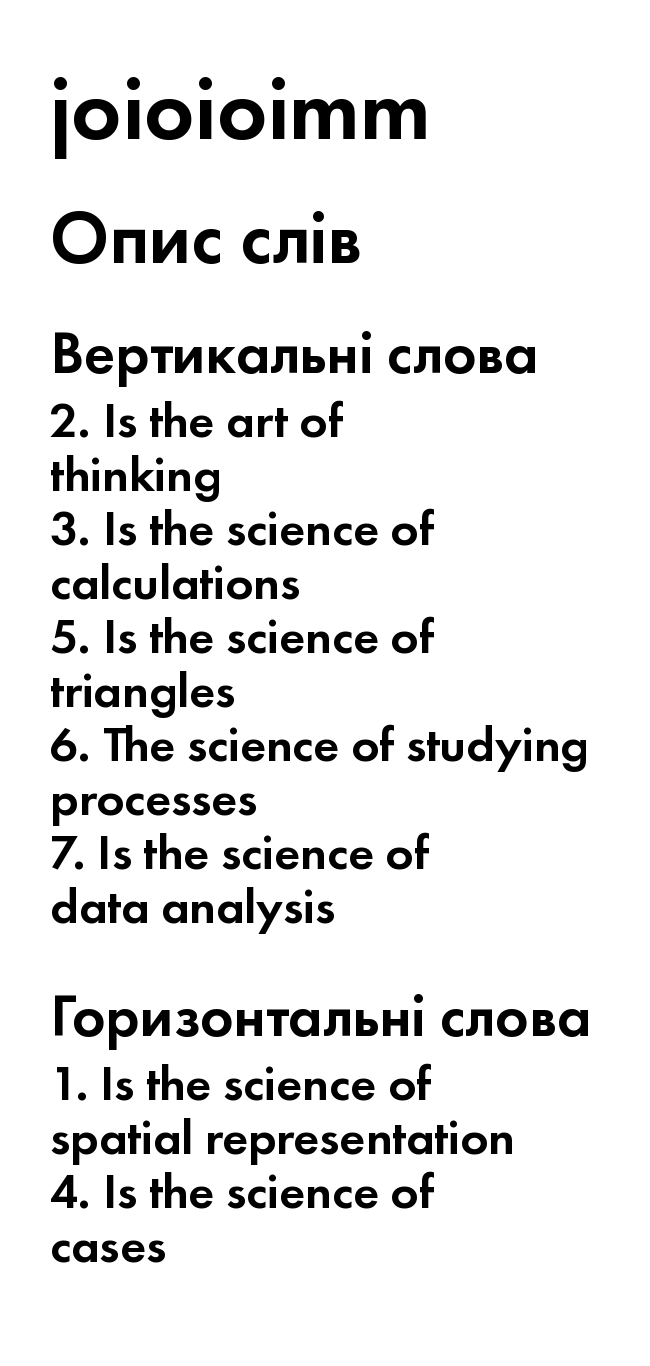 joioioimm
Опис слів
Вертикальні слова
2. Is the art of
thinking
3. Is the science of
calculations
5. Is the science of
triangles
6. The science of studying
processes
7. Is the science of
data analysis
Горизонтальні слова
1. Is the science of
spatial representation
4. Is the science of
cases